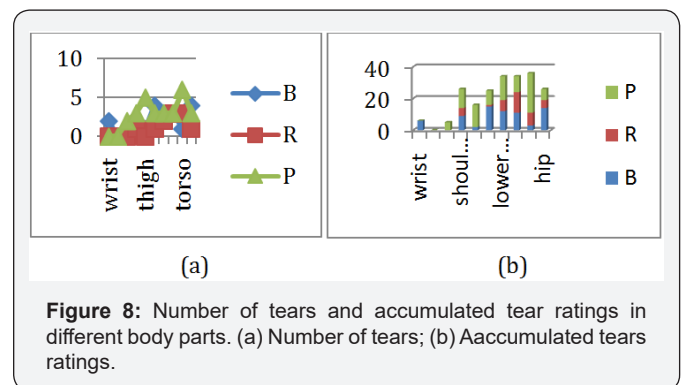 10
5
0
wrist
thigh
torso
B
R
P
(a)
40
20
0
wrist
shoul...
lower...
hip
P
R
B
(b)
Figure 8: Number of tears and accumulated tear ratings in
different body parts. (a) Number of tears; (b) Aaccumulated tears
ratings.